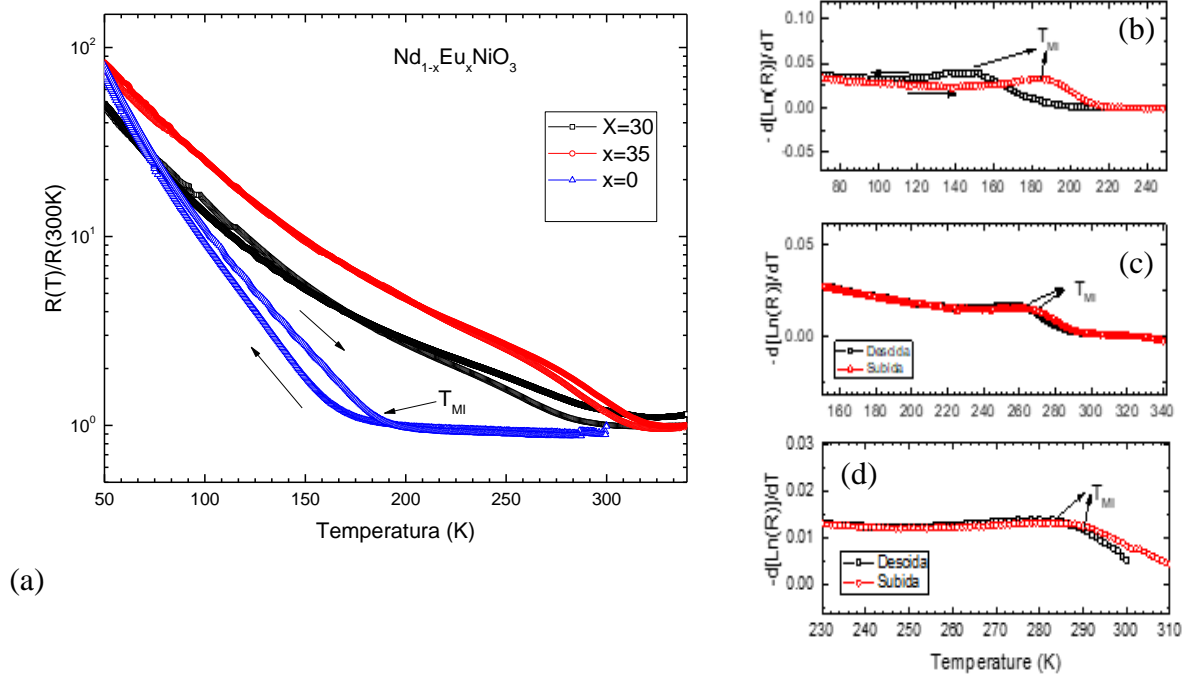 (a)
Nd1-xEuxNiO3
X=30
x=35
x=0
TMI
10^2
10^1
10^0
R(T)/R(300K)
50 100 150 200 250 300
Temperatura (K)
(b)
TMI
0.10
0.05
0.00
-0.05
- d[Ln(R)]/dT
80 100 120 140 160 180 200 220 240
(c)
TMI
0.05
0.00
- d[Ln(R)]/dT
Descida
Subida
160 180 200 220 240 260 280 300 320 340
(d)
TMI
0.03
0.02
0.01
0.00
-d[Ln(R)]/dT
Descida
Subida
230 240 250 260 270 280 290 300 310
Temperature (K)